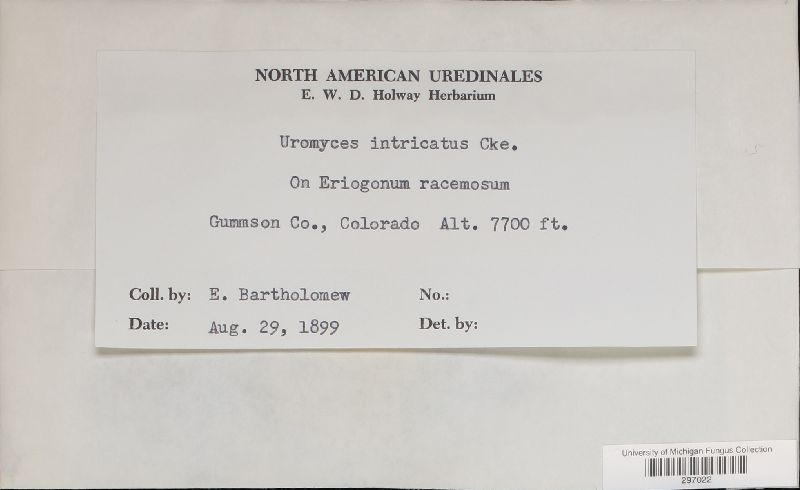 NORTH AMERICAN UREDINALES
E. W. D. Holway Herbarium
Uromyces intricatus Cke.
On Eriogonum racemosum
Gummson Co., Colorado Alt. 7700 ft.
Coll. by: E. Bartholomew No.:
Date: Aug. 29, 1899 Det. by:
University of Michigan Fungus Collection
297022